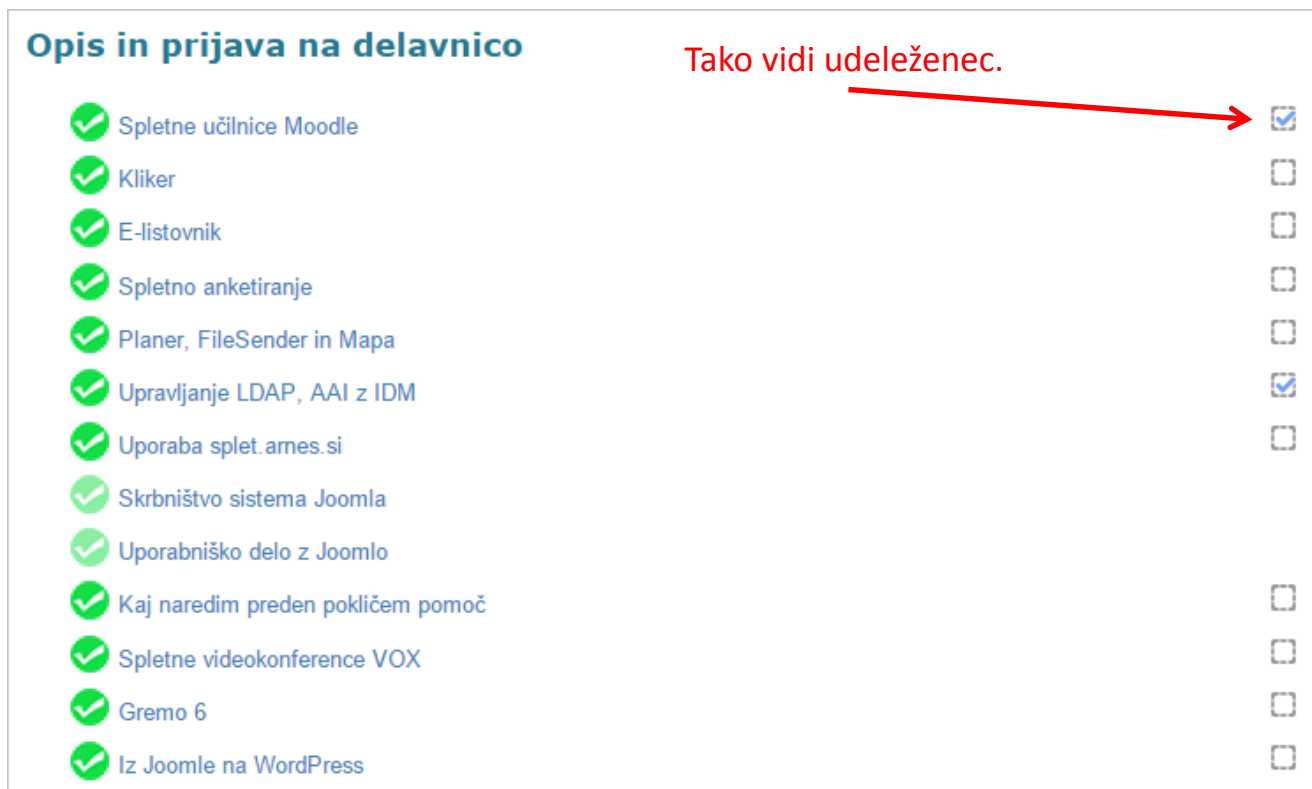 Opis in prijava na delavnico
Tako vidi udeleženec.
Spletne učilnice Moodle
Kliker
E-listovnik
Spletno anketiranje
Planer, FileSender in Mapa
Upravljanje LDAP, AAI z IDM
Uporaba splet.arnes.si
Skrbništvo sistema Joomla
Uporabniško delo z Joomlo
Kaj naredim preden pokličem pomoč
Spletne videokonference VOX
Gremo 6
Iz Joomle na WordPress